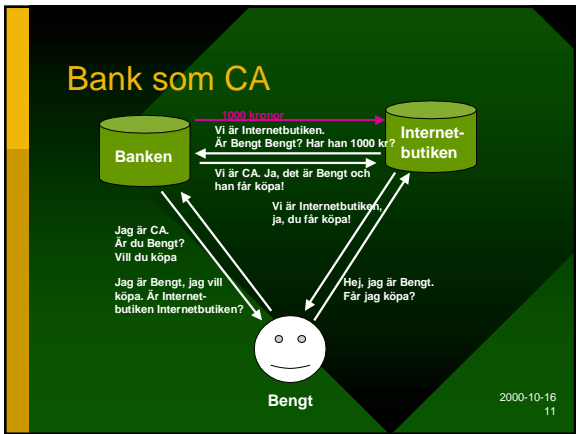 Bank som CA
1000 kronor
Vi är Internetbutiken.
Är Bengt Bengt? Har han 1000 kr?
Internet-
butiken
Banken
Vi är CA. Ja, det är Bengt och
han får köpa!
Vi är Internetbutiken,
ja, du får köpa!
Jag är CA.
Är du Bengt?
Vill du köpa
Jag är Bengt, jag vill
köpa. Är Internet-
butiken Internetbutiken?
Hej, jag är Bengt.
Får jag köpa?
Bengt
2000-10-16
11